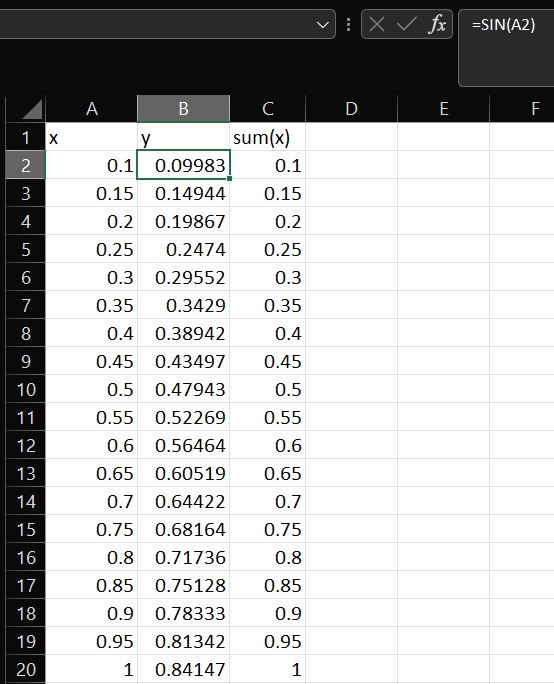 fx =SIN(A2)
A B C D E F
1 x y sum(x)
2 0.1 0.09983 0.1
3 0.15 0.14944 0.15
4 0.2 0.19867 0.2
5 0.25 0.2474 0.25
6 0.3 0.29552 0.3
7 0.35 0.3429 0.35
8 0.4 0.38942 0.4
9 0.45 0.43497 0.45
10 0.5 0.47943 0.5
11 0.55 0.52269 0.55
12 0.6 0.56464 0.6
13 0.65 0.60519 0.65
14 0.7 0.64422 0.7
15 0.75 0.68164 0.75
16 0.8 0.71736 0.8
17 0.85 0.75128 0.85
18 0.9 0.78333 0.9
19 0.95 0.81342 0.95
20 1 0.84147 1